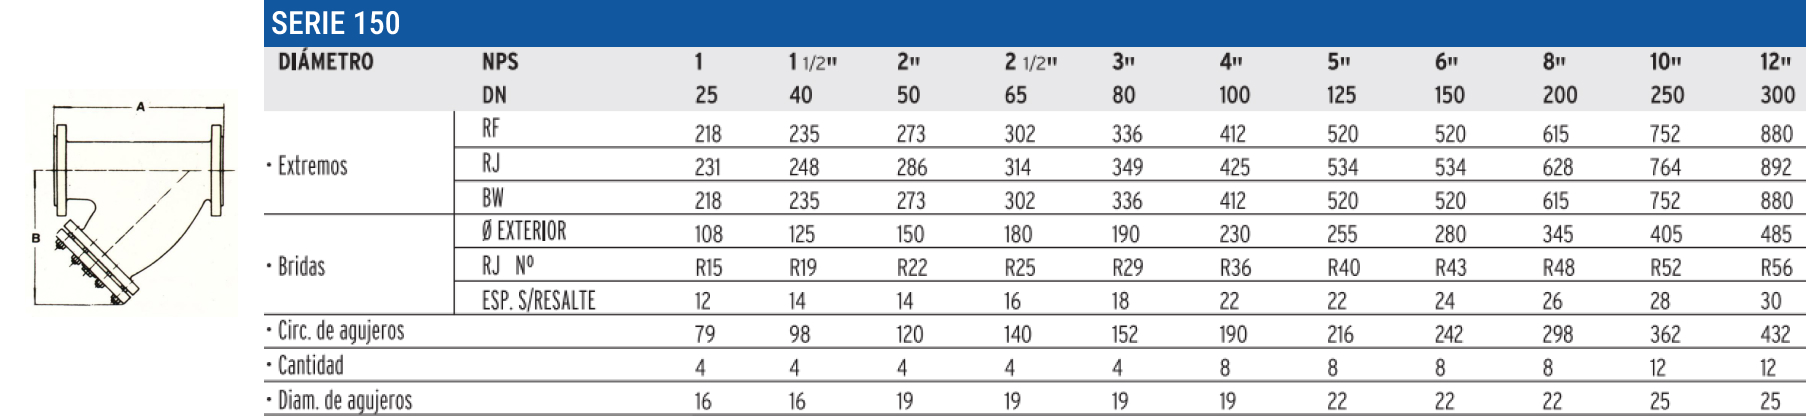 SERIE 150
DIÁMETRO NPS 1 1 1/2" 2" 2 1/2" 3" 4" 5" 6" 8" 10" 12"
DN 25 40 50 65 80 100 125 150 200 250 300
A
B
RF 218 235 273 302 336 412 520 520 615 752 880
· Extremos RJ 231 248 286 314 349 425 534 534 628 764 892
BW 218 235 273 302 336 412 520 520 615 752 880
Ø EXTERIOR 108 125 150 180 190 230 255 280 345 405 485
· Bridas RJ Nº R15 R19 R22 R25 R29 R36 R40 R43 R48 R52 R56
ESP. S/RESALTE 12 14 14 16 18 22 22 24 26 28 30
· Circ. de agujeros 79 98 120 140 152 190 216 242 298 362 432
· Cantidad 4 4 4 4 4 8 8 8 8 12 12
· Diam. de agujeros 16 16 19 19 19 19 22 22 22 25 25